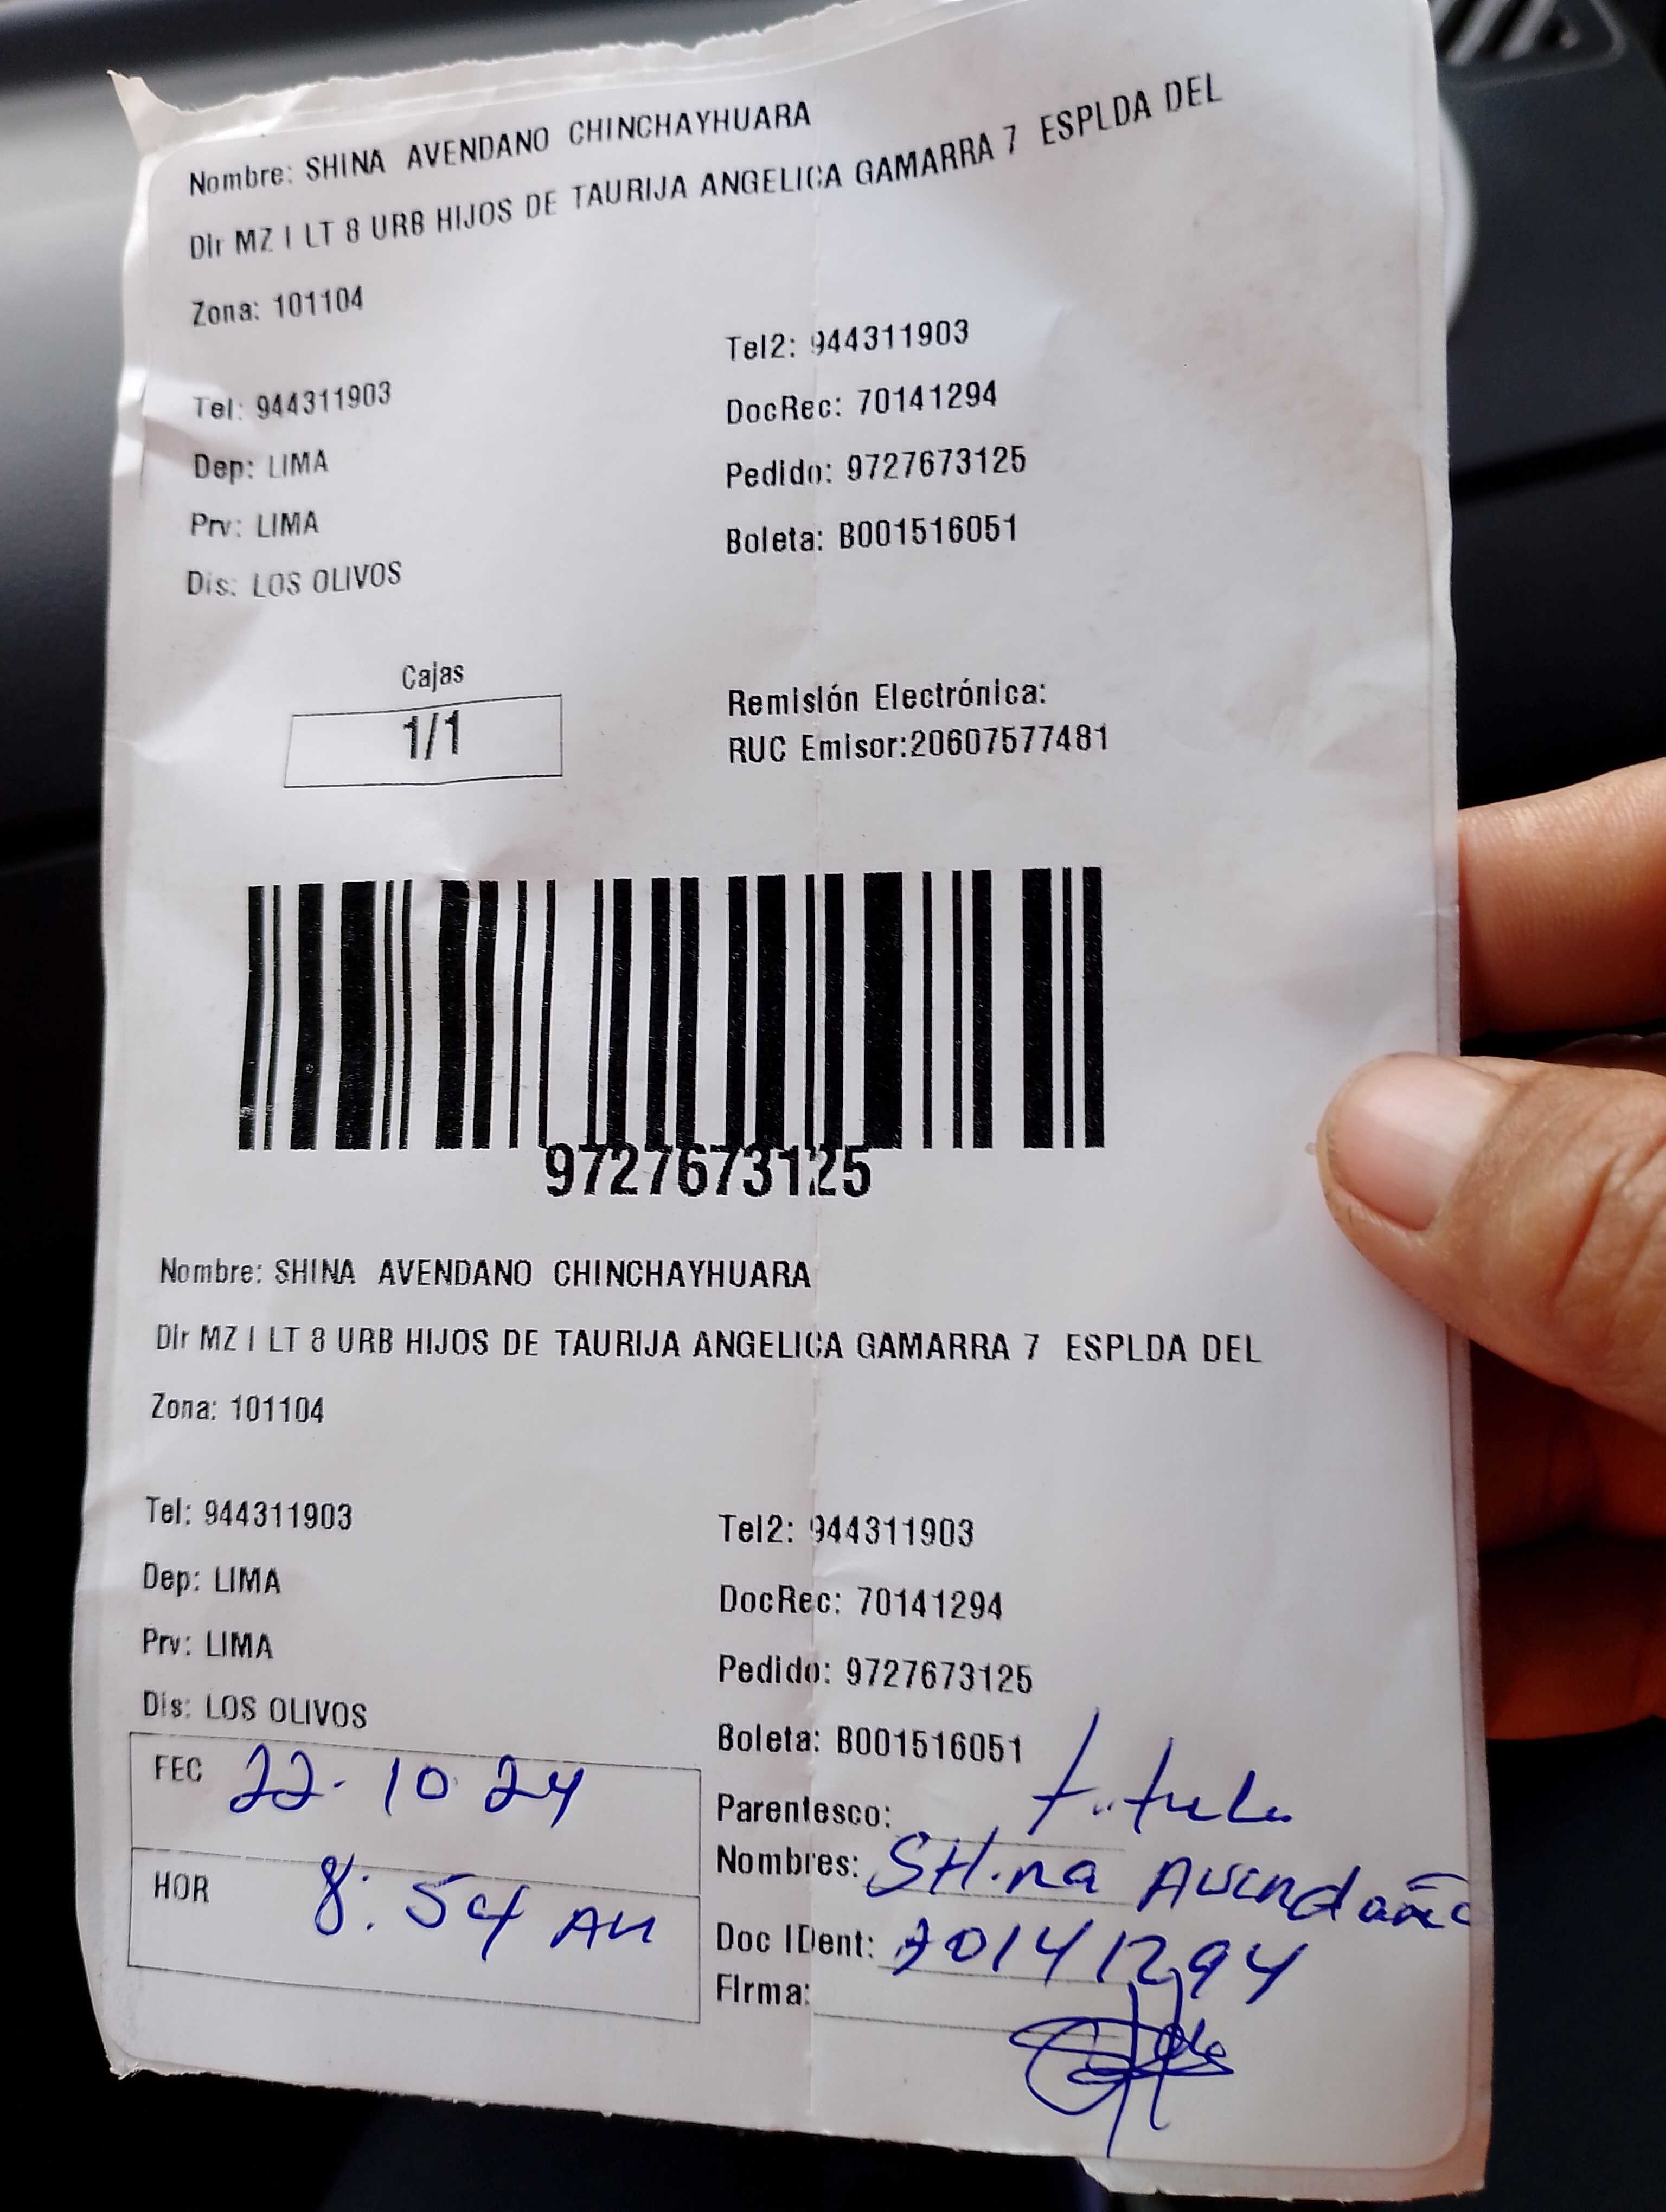 Nombre: SHINA AVENDANO CHINCHAYHUARA
Dir MZ I LT 8 URB HIJOS DE TAURIJA ANGELICA GAMARRA 7 ESPLDA DEL
Zona: 101104
Tel: 944311903
Tel2: 944311903
Dep: LIMA
DocRec: 70141294
Prv: LIMA
Pedido: 9727673125
Dis: LOS OLIVOS
Boleta: B001516051
Cajas
1/1
Remisión Electrónica:
RUC Emisor:20607577481
9727673125
Nombre: SHINA AVENDANO CHINCHAYHUARA
Dir MZ I LT 8 URB HIJOS DE TAURIJA ANGELICA GAMARRA 7 ESPLDA DEL
Zona: 101104
Tel: 944311903
Tel2: 944311903
Dep: LIMA
DocRec: 70141294
Prv: LIMA
Pedido: 9727673125
Dis: LOS OLIVOS
Boleta: B001516051
FEC 22. 10 24
HOR 8:54 AM
Parentesco:
Nombres: SHina Avendaño
Doc IDent: 70141294
Firma: